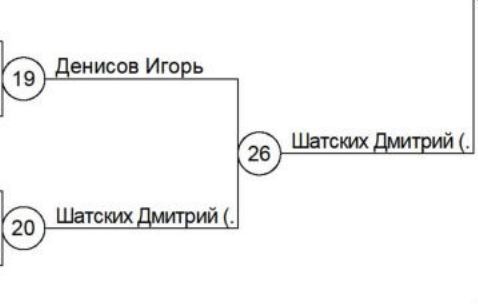 19 Денисов Игорь
26 Шатских Дмитрий (.
20 Шатских Дмитрий (.